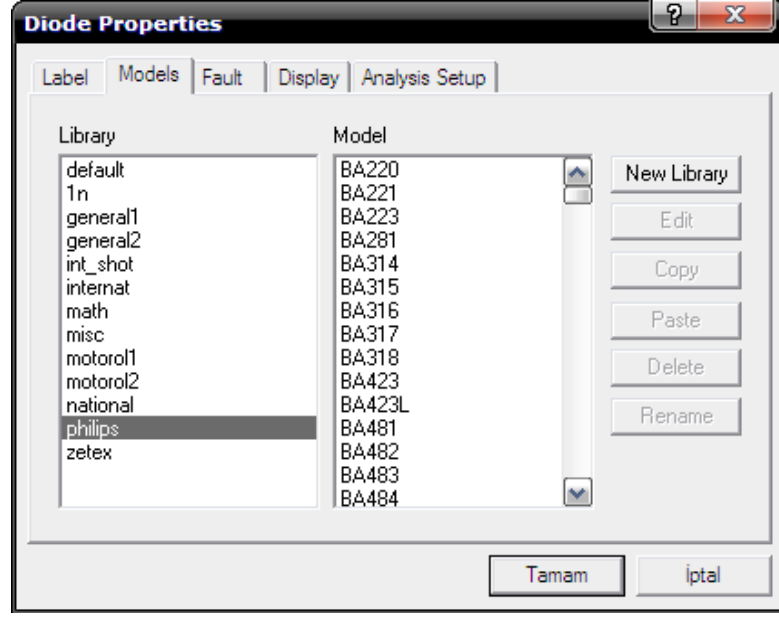 Diode Properties
Label Models Fault Display Analysis Setup
Library
default
1n
general1
general2
int_shot
internat
math
misc
motorol1
motorol2
national
philips
zetex
Model
BA220
BA221
BA223
BA281
BA314
BA315
BA316
BA317
BA318
BA423
BA423L
BA481
BA482
BA483
BA484
New Library
Edit
Copy
Paste
Delete
Rename
Tamam İptal